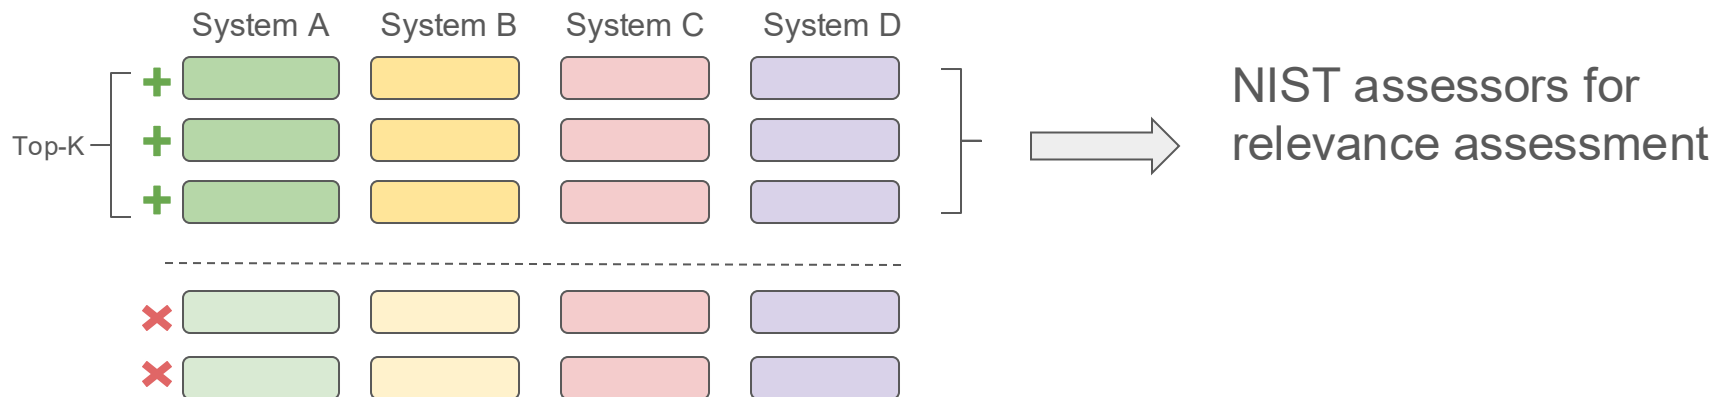 System A System B System C System D
Top-K
NIST assessors for
relevance assessment